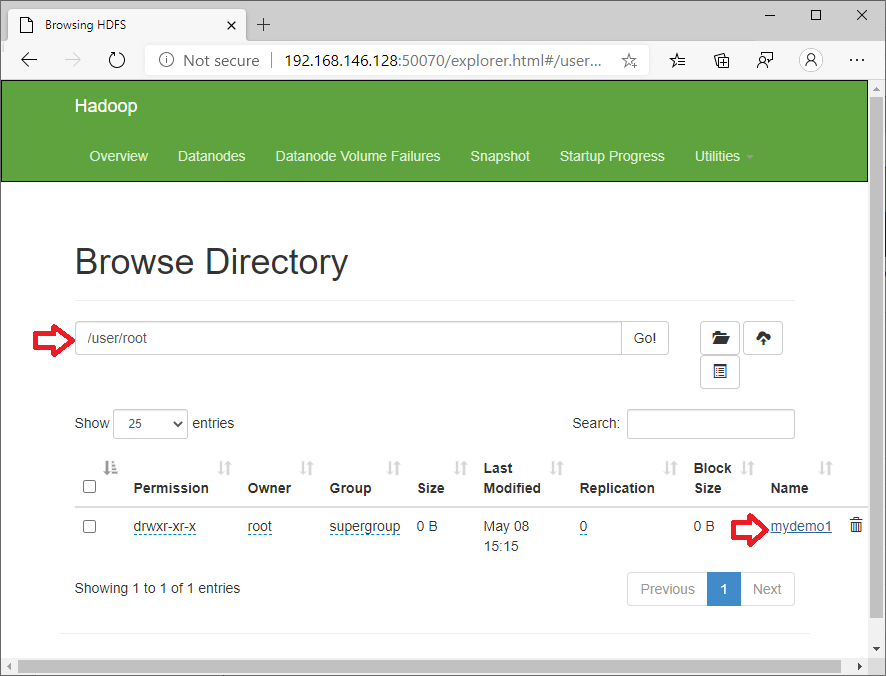 Browsing HDFS
Not secure 192.168.146.128:50070/explorer.html#/user...
Hadoop
Overview Datanodes Datanode Volume Failures Snapshot Startup Progress Utilities
Browse Directory
/user/root Go!
Show 25 entries Search:
Permission Owner Group Size Last Modified Replication Block Size Name
drwxr-xr-x root supergroup 0 B May 08 15:15 0 0 B mydemo1
Showing 1 to 1 of 1 entries Previous 1 Next